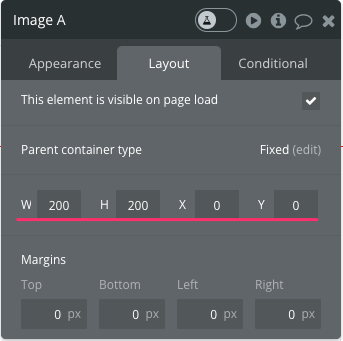 Image A
Appearance Layout Conditional
This element is visible on page load
Parent container type Fixed (edit)
W 200 H 200 X 0 Y 0
Margins
Top Bottom Left Right
0 px 0 px 0 px 0 px